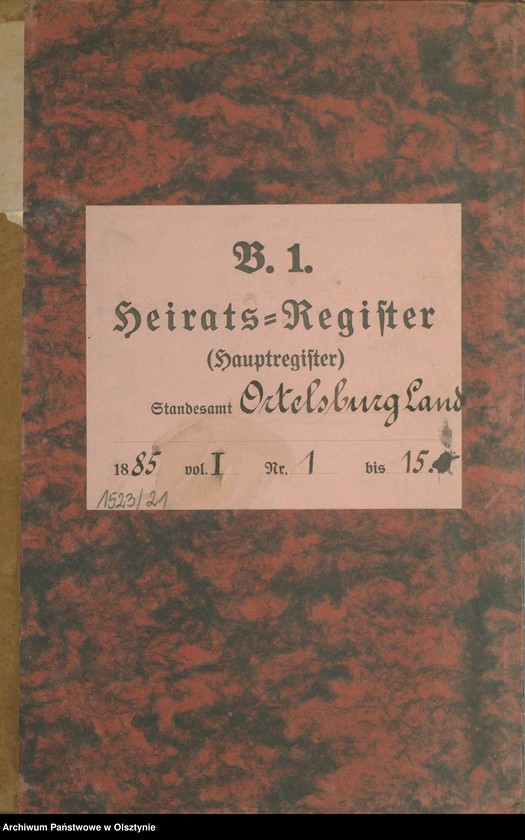 B. 1.
Heirats=Regiſter
(Hauptregiſter)
Standesamt Ortelsburg Land
1885 vol. I Nr. 1 bis 15.
1523/21
Archiwum Państwowe w Olsztynie